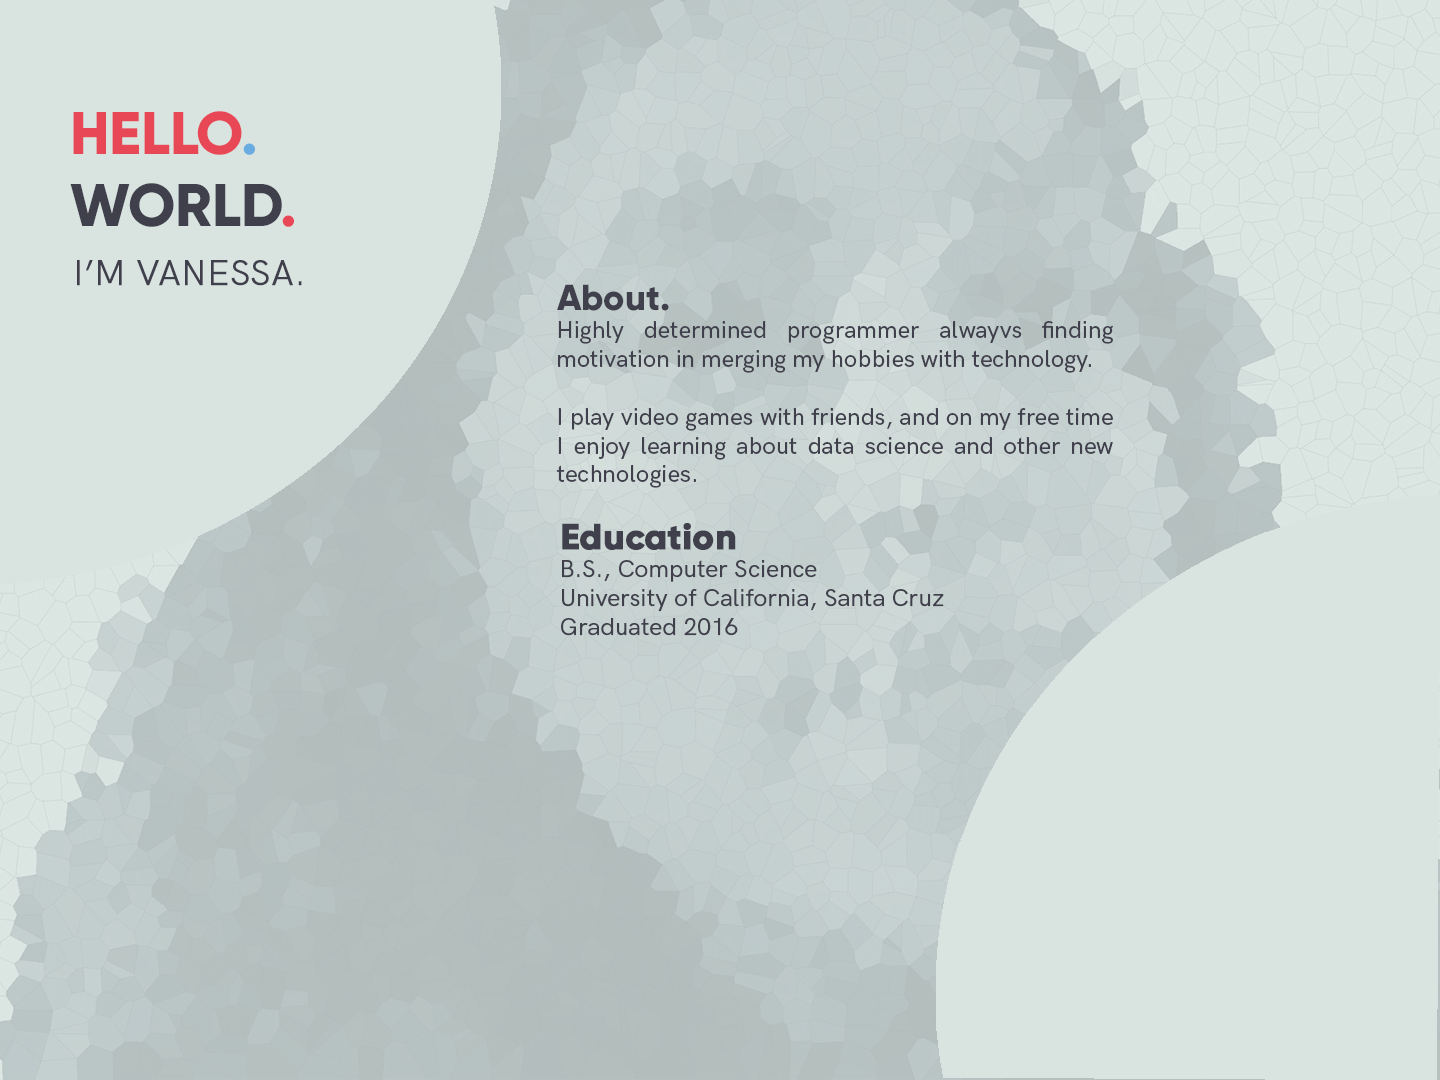 HELLO.
WORLD.
I’M VANESSA.
About.
Highly determined programmer alwayvs finding
motivation in merging my hobbies with technology.
I play video games with friends, and on my free time
I enjoy learning about data science and other new
technologies.
Education
B.S., Computer Science
University of California, Santa Cruz
Graduated 2016